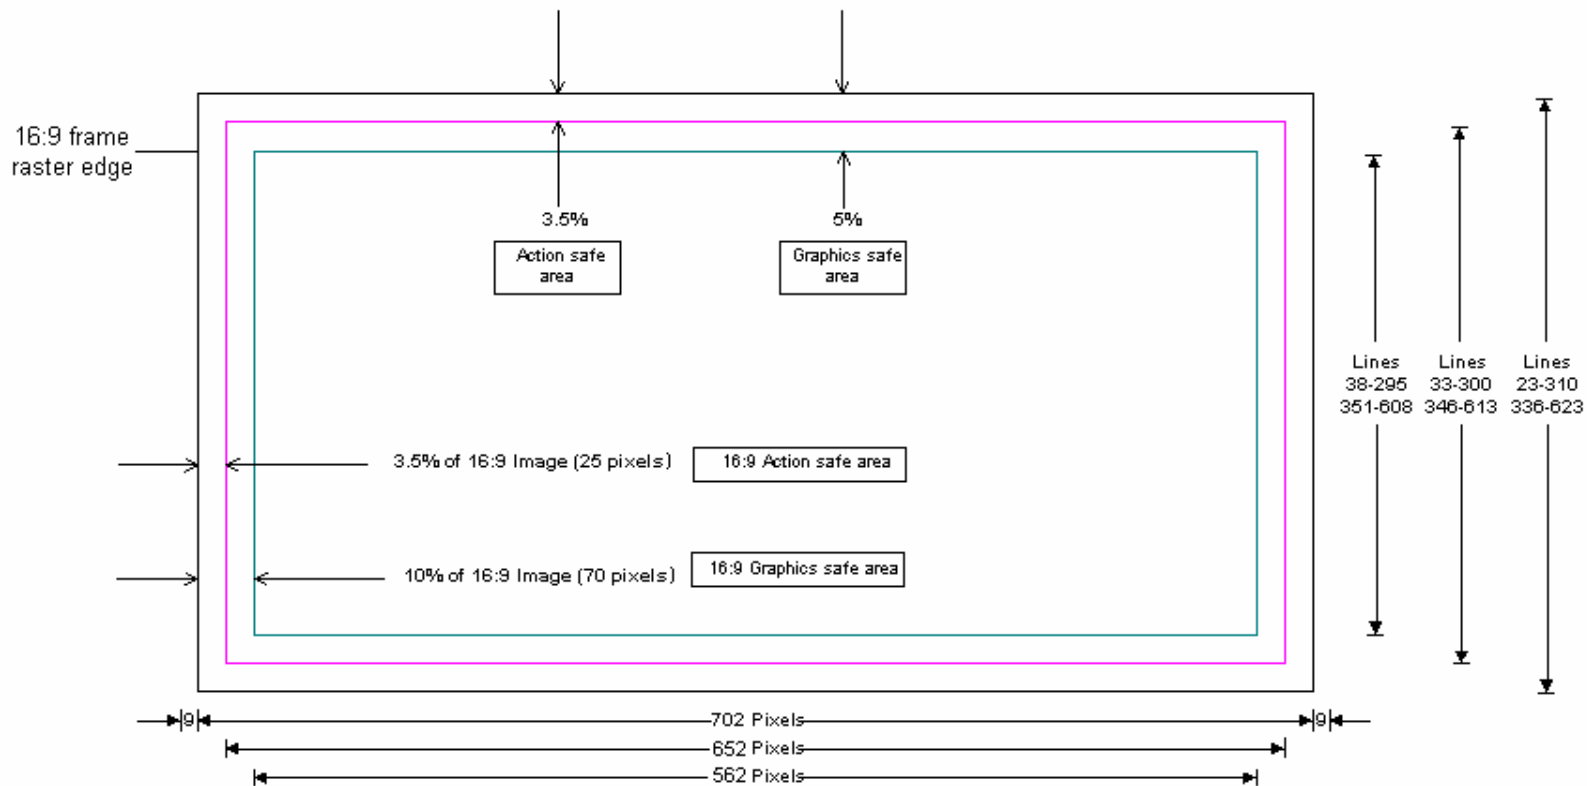 16:9 frame
raster edge
3.5%
5%
Action safe
area
Graphics safe
area
Lines
38-295
351-608
Lines
33-300
346-613
Lines
23-310
336-623
3.5% of 16:9 Image (25 pixels)
16:9 Action safe area
10% of 16:9 Image (70 pixels)
16:9 Graphics safe area
9
702 Pixels
9
652 Pixels
562 Pixels